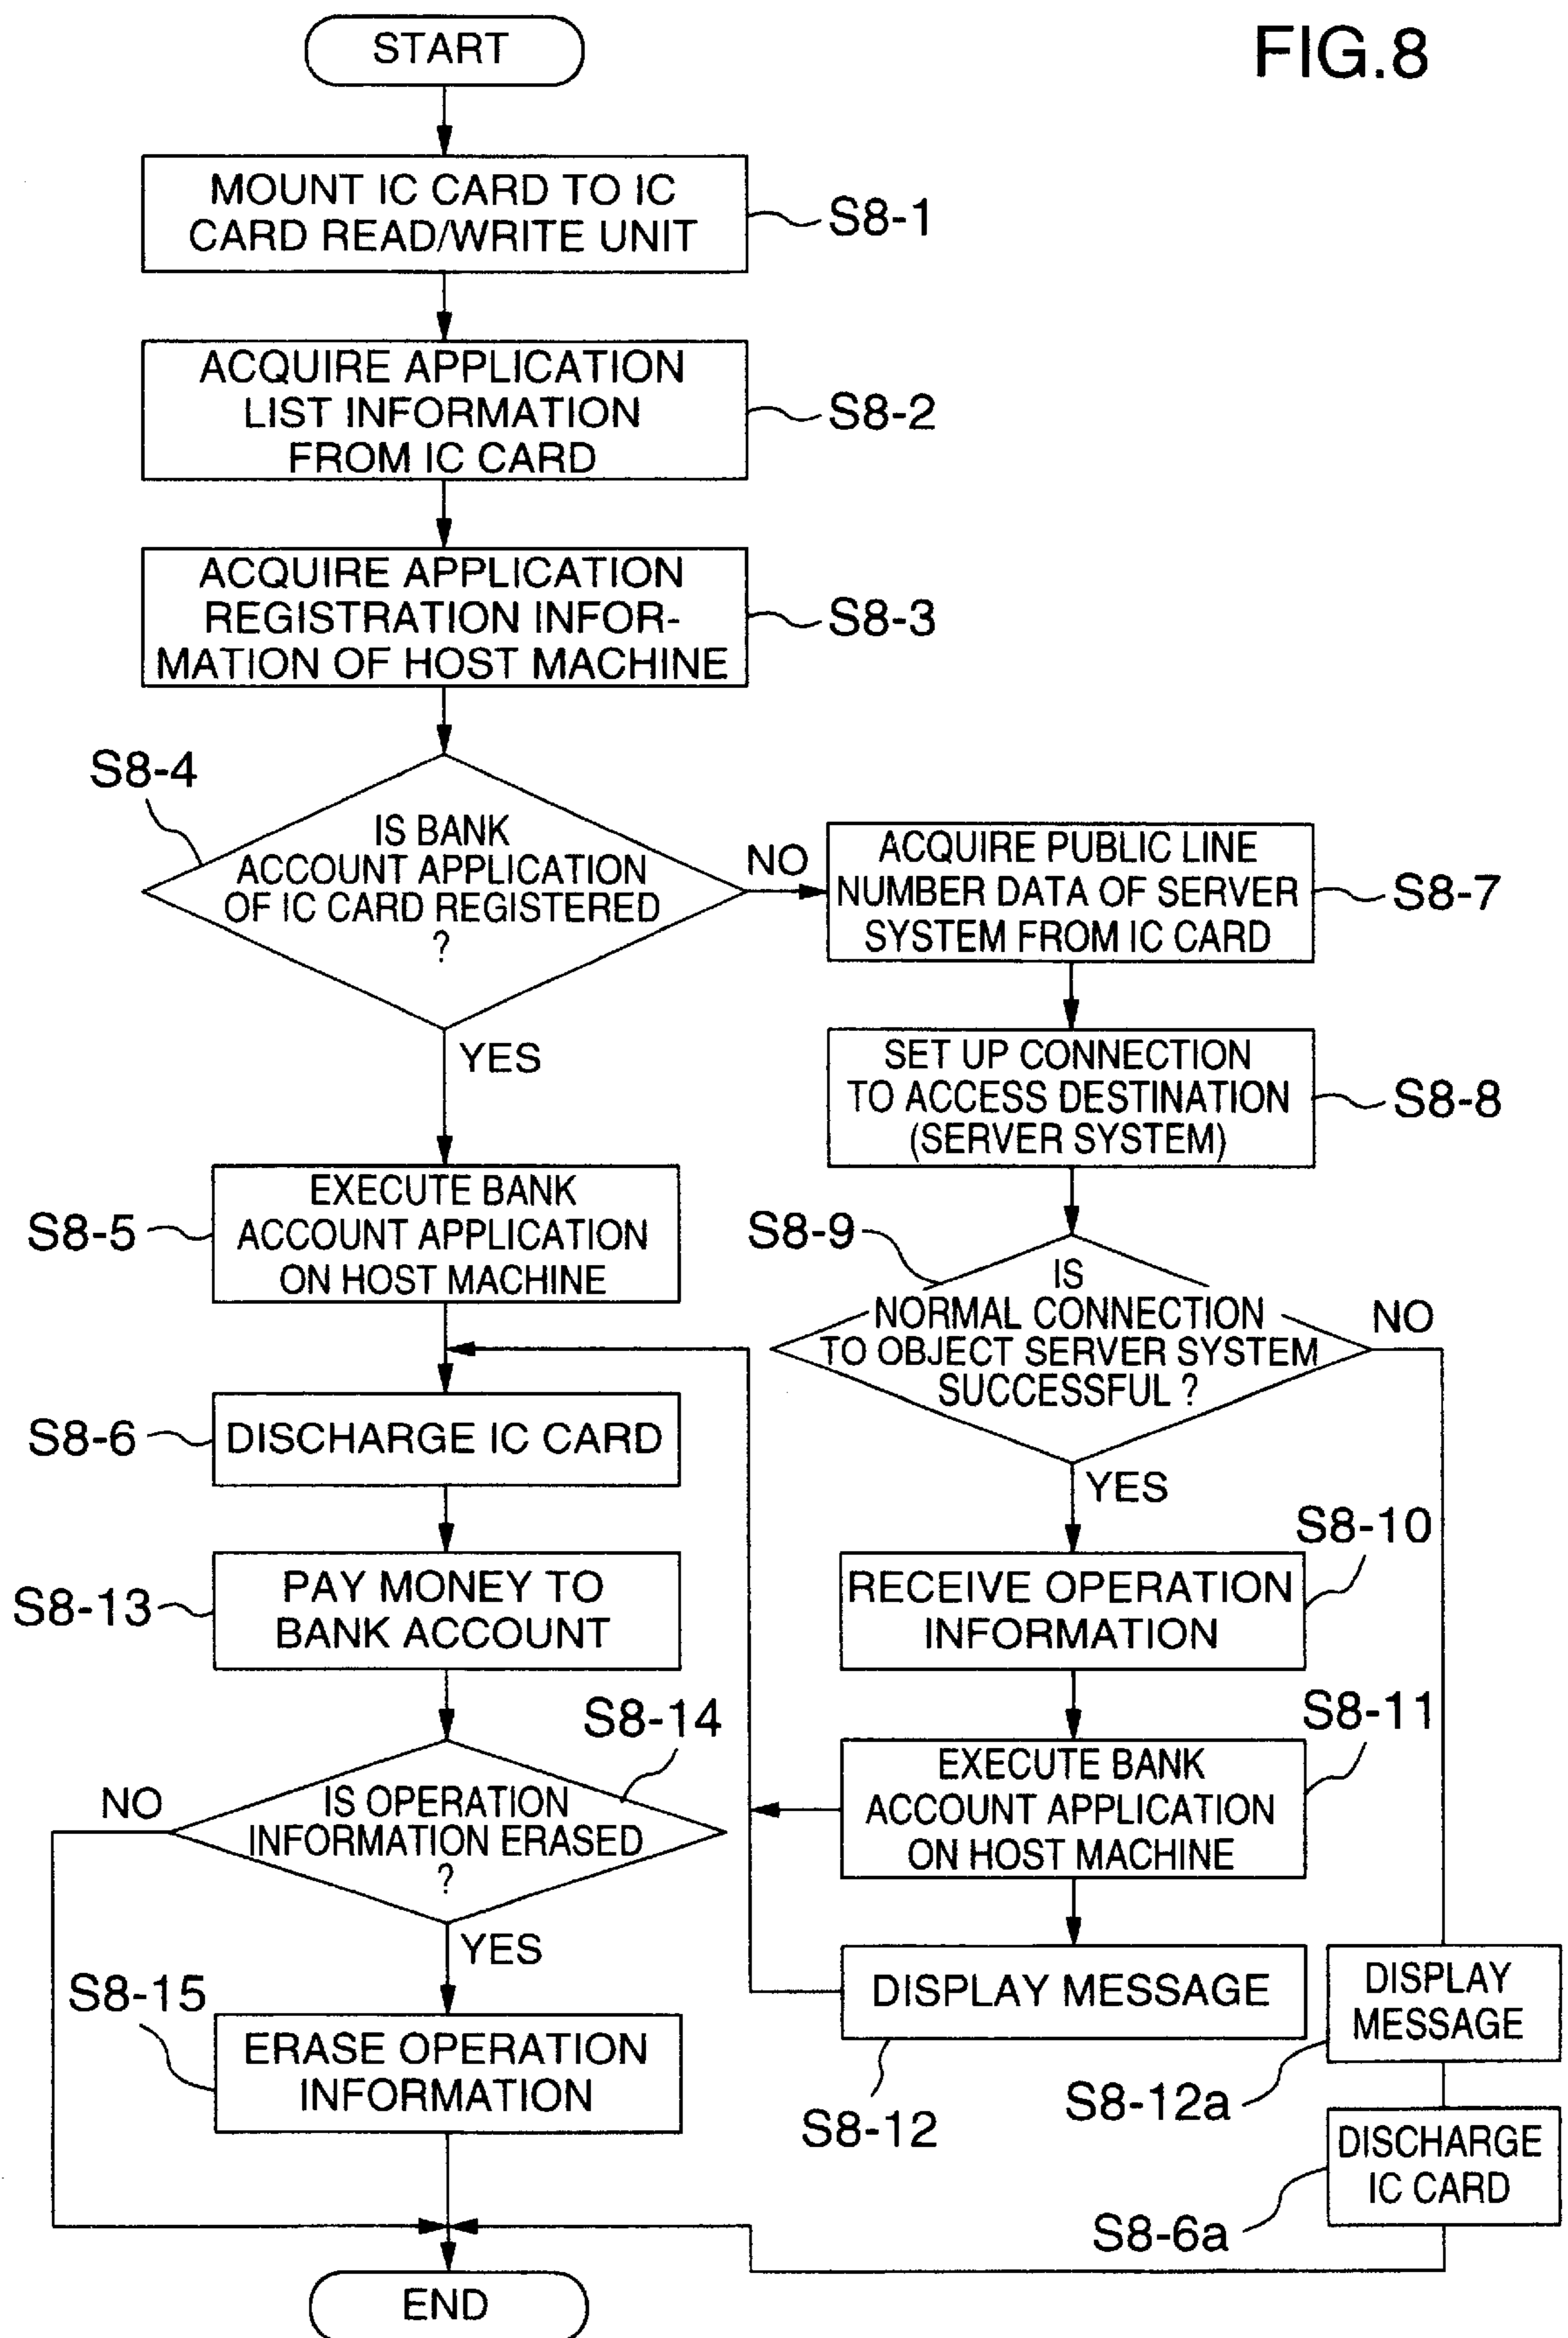 FIG.8
START
MOUNT IC CARD TO IC
CARD READ/WRITE UNIT
S8-1
ACQUIRE APPLICATION
LIST INFORMATION
FROM IC CARD
S8-2
ACQUIRE APPLICATION
REGISTRATION INFOR-
MATION OF HOST MACHINE
S8-3
S8-4
IS BANK
ACCOUNT APPLICATION
OF IC CARD REGISTERED
?
NO
YES
ACQUIRE PUBLIC LINE
NUMBER DATA OF SERVER
SYSTEM FROM IC CARD
S8-7
SET UP CONNECTION
TO ACCESS DESTINATION
(SERVER SYSTEM)
S8-8
S8-5
EXECUTE BANK
ACCOUNT APPLICATION
ON HOST MACHINE
S8-9
IS
NORMAL CONNECTION
TO OBJECT SERVER SYSTEM
SUCCESSFUL ?
NO
YES
S8-6
DISCHARGE IC CARD
S8-13
PAY MONEY TO
BANK ACCOUNT
S8-10
RECEIVE OPERATION
INFORMATION
S8-14
IS OPERATION
INFORMATION ERASED
?
NO
YES
S8-11
EXECUTE BANK
ACCOUNT APPLICATION
ON HOST MACHINE
DISPLAY MESSAGE
S8-12
DISPLAY
MESSAGE
S8-12a
S8-15
ERASE OPERATION
INFORMATION
DISCHARGE
IC CARD
S8-6a
END